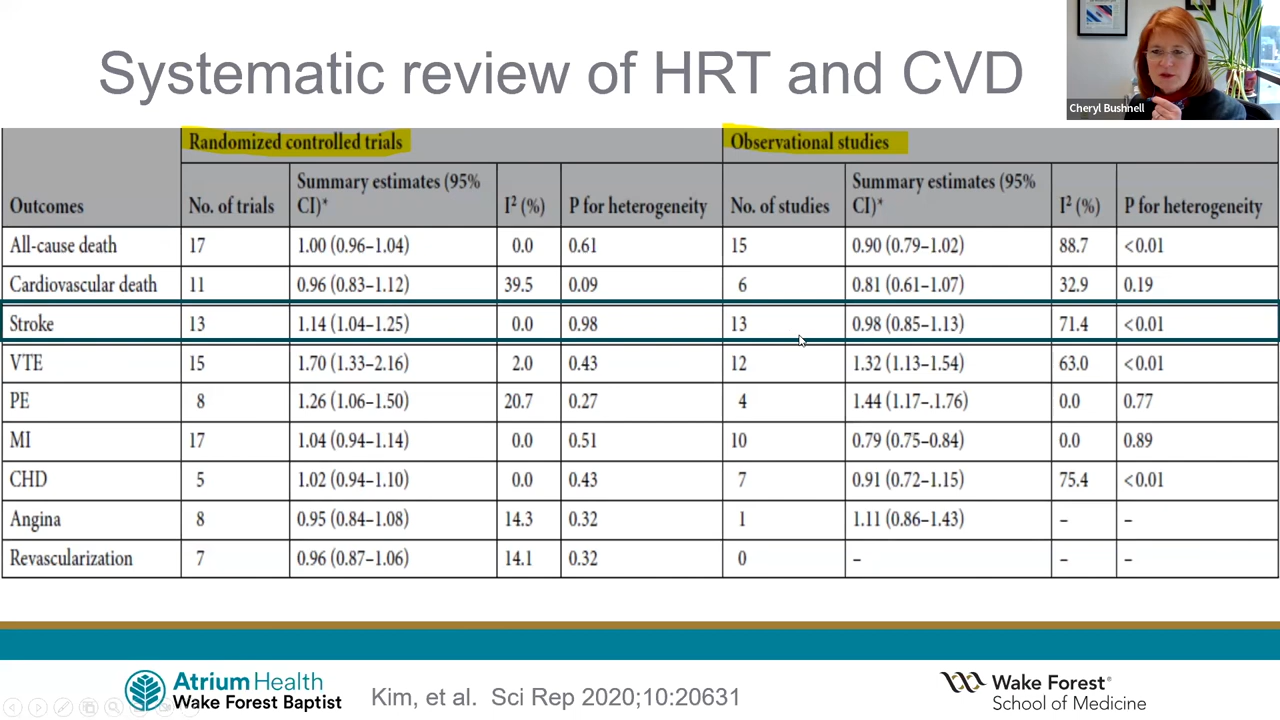 Systematic review of HRT and CVD
Cheryl Bushnell
Randomized controlled trials Observational studies
Outcomes No. of trials Summary estimates (95% CI)* I² (%) P for heterogeneity No. of studies Summary estimates (95% CI)* I² (%) P for heterogeneity
All-cause death 17 1.00 (0.96–1.04) 0.0 0.61 15 0.90 (0.79–1.02) 88.7 <0.01
Cardiovascular death 11 0.96 (0.83–1.12) 39.5 0.09 6 0.81 (0.61–1.07) 32.9 0.19
Stroke 13 1.14 (1.04–1.25) 0.0 0.98 13 0.98 (0.85–1.13) 71.4 <0.01
VTE 15 1.70 (1.33–2.16) 2.0 0.43 12 1.32 (1.13–1.54) 63.0 <0.01
PE 8 1.26 (1.06–1.50) 20.7 0.27 4 1.44 (1.17–.1.76) 0.0 0.77
MI 17 1.04 (0.94–1.14) 0.0 0.51 10 0.79 (0.75–0.84) 0.0 0.89
CHD 5 1.02 (0.94–1.10) 0.0 0.43 7 0.91 (0.72–1.15) 75.4 <0.01
Angina 8 0.95 (0.84–1.08) 14.3 0.32 1 1.11 (0.86–1.43) – –
Revascularization 7 0.96 (0.87–1.06) 14.1 0.32 0 – – –
Atrium Health
Wake Forest Baptist
Kim, et al. Sci Rep 2020;10:20631
Wake Forest®
School of Medicine